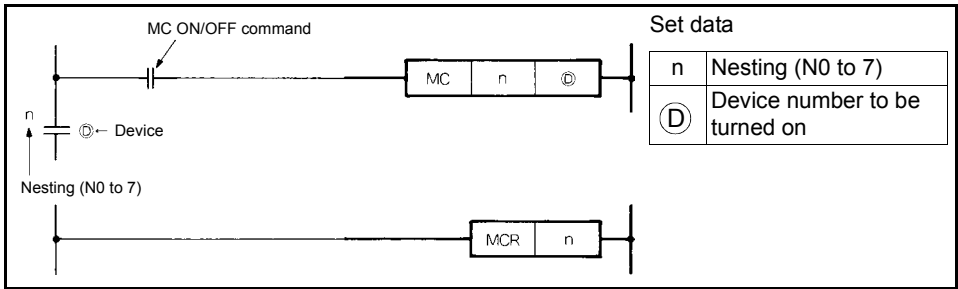 MC ON/OFF command
MC n Ⓓ
n
Ⓓ← Device
Nesting (N0 to 7)
MCR n
Set data
n Nesting (N0 to 7)
Ⓓ Device number to be
turned on